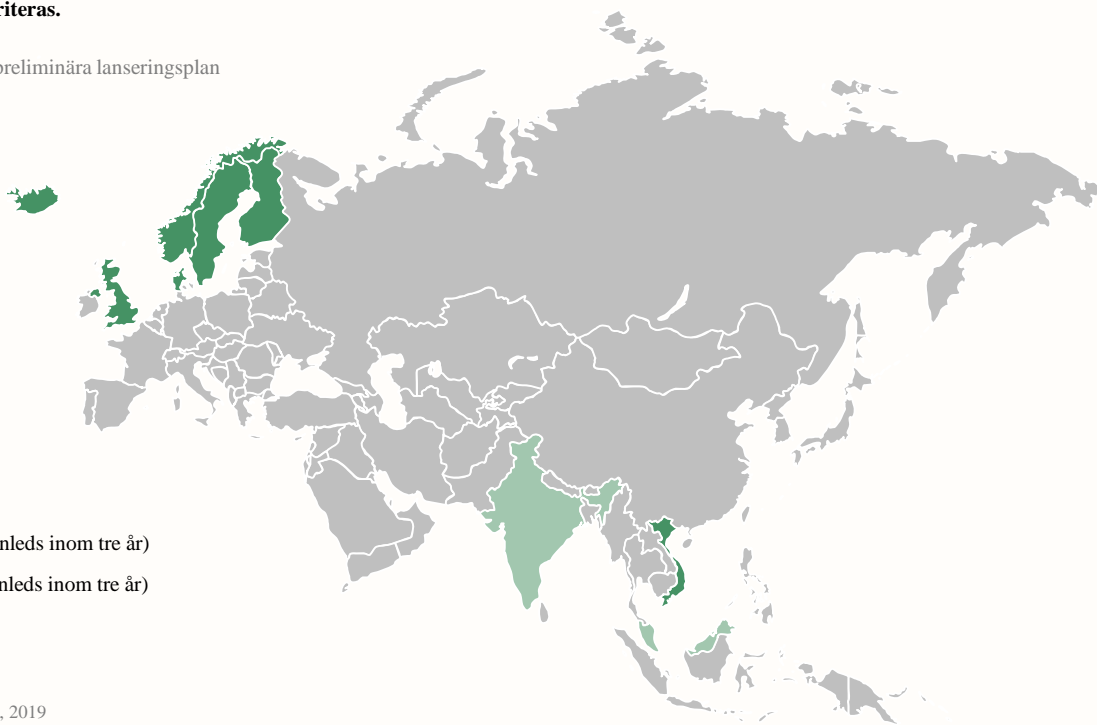 riteras.
preliminära lanseringsplan
nleds inom tre år)
nleds inom tre år)
, 2019